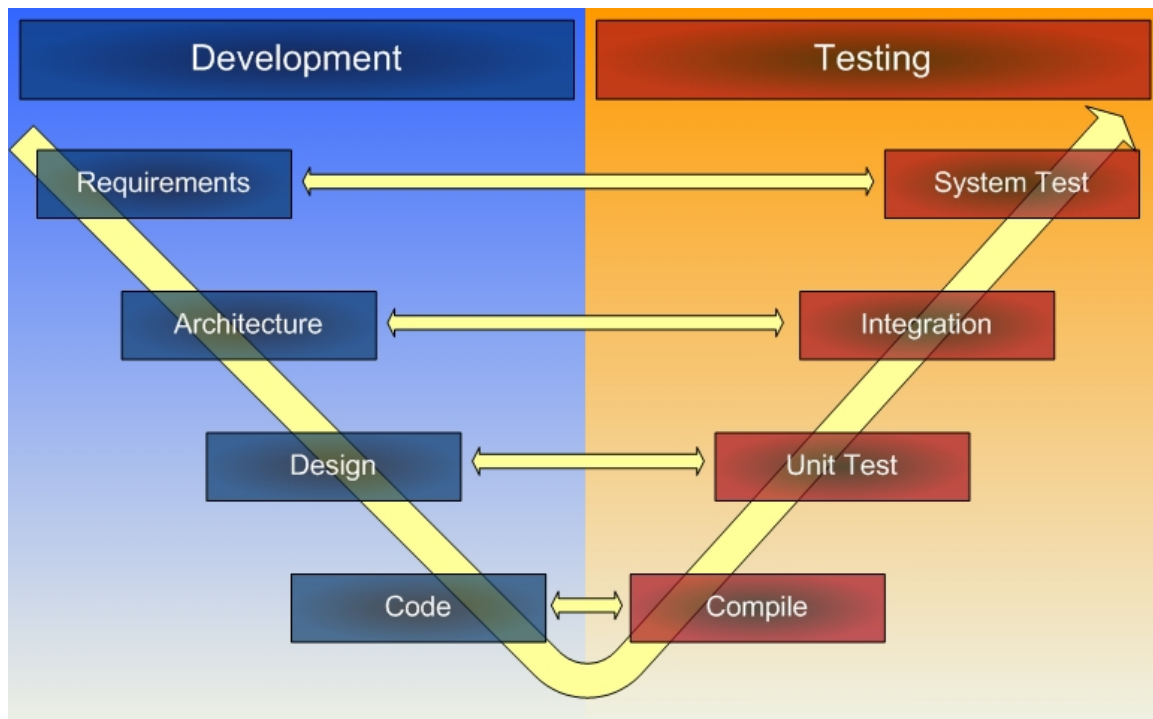 Development
Testing
Requirements
System Test
Architecture
Integration
Design
Unit Test
Code
Compile